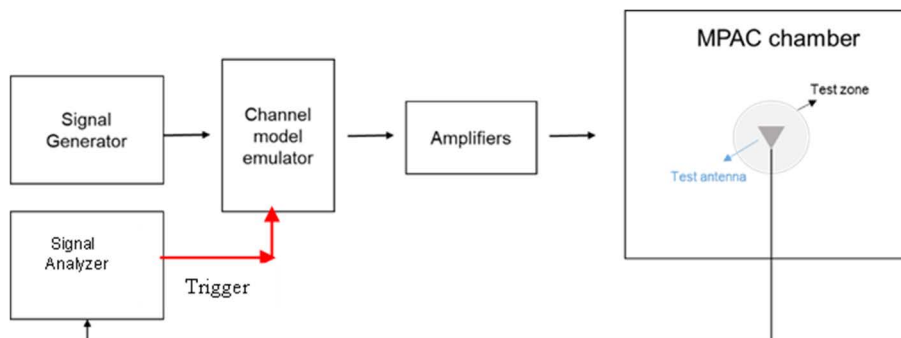 MPAC chamber
Test zone
Test antenna
Signal
Generator
Channel
model
emulator
Amplifiers
Signal
Analyzer
Trigger